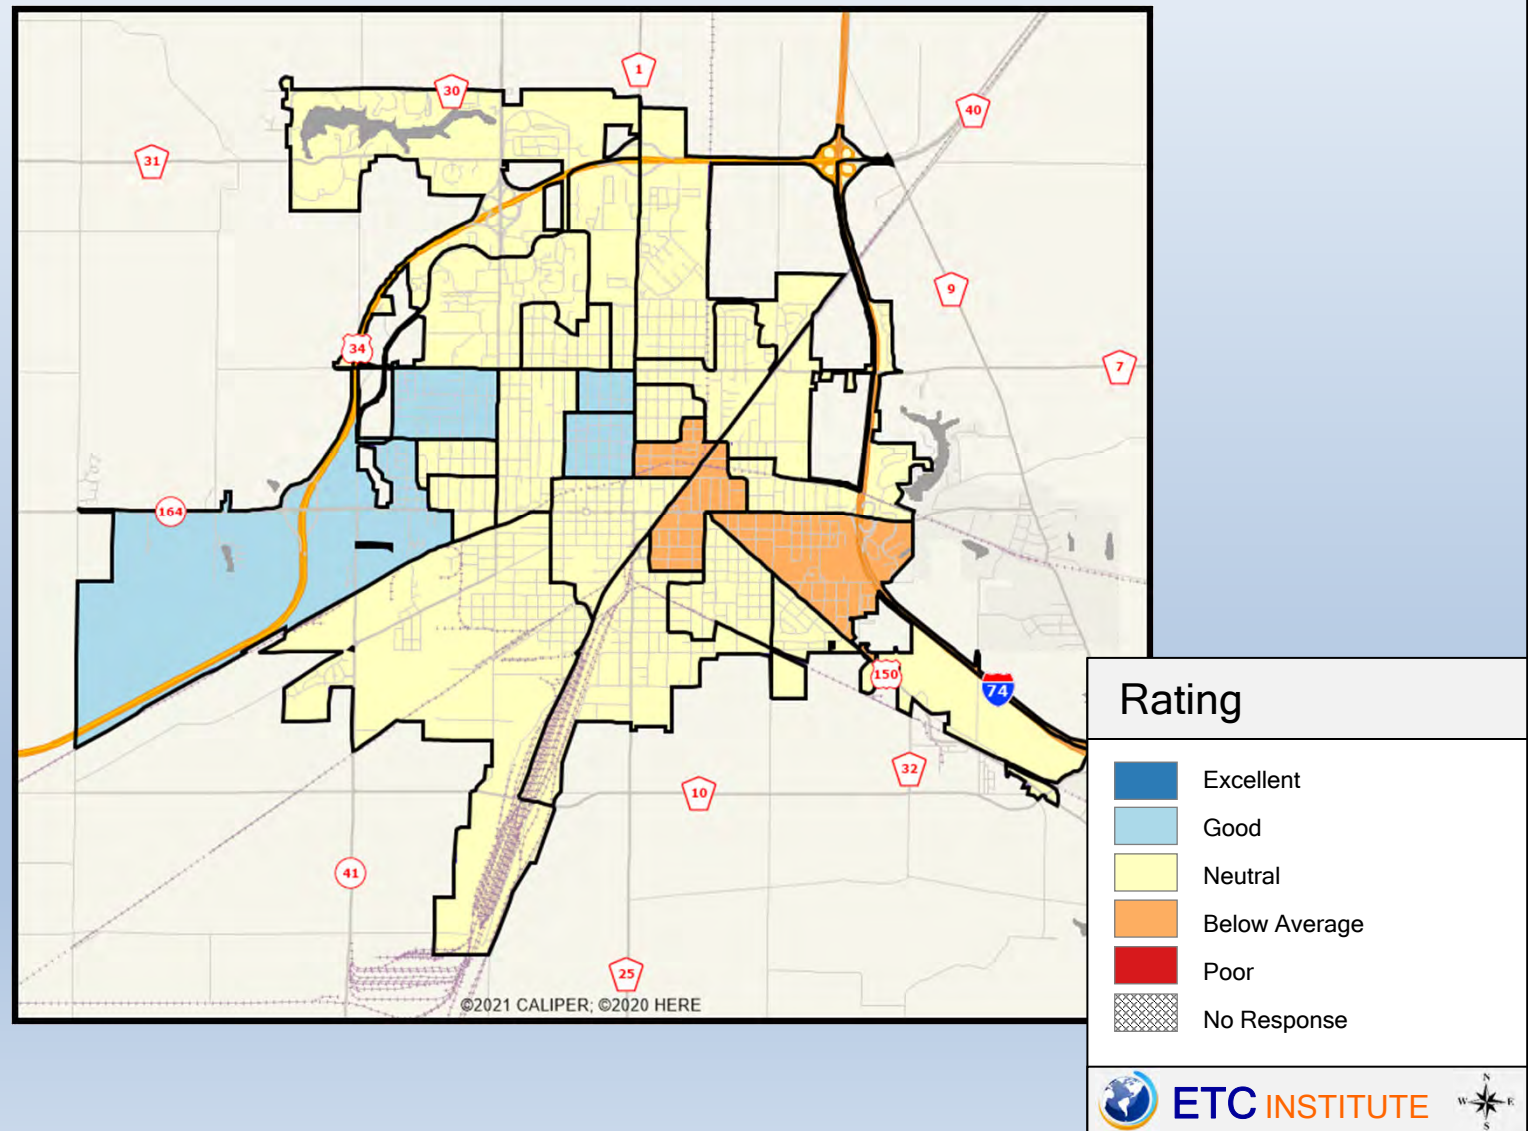 1
30
40
31
9
34
7
164
150
74
32
10
41
25
©2021 CALIPER; ©2020 HERE
Rating
Excellent
Good
Neutral
Below Average
Poor
No Response
ETC INSTITUTE
N
W E
S